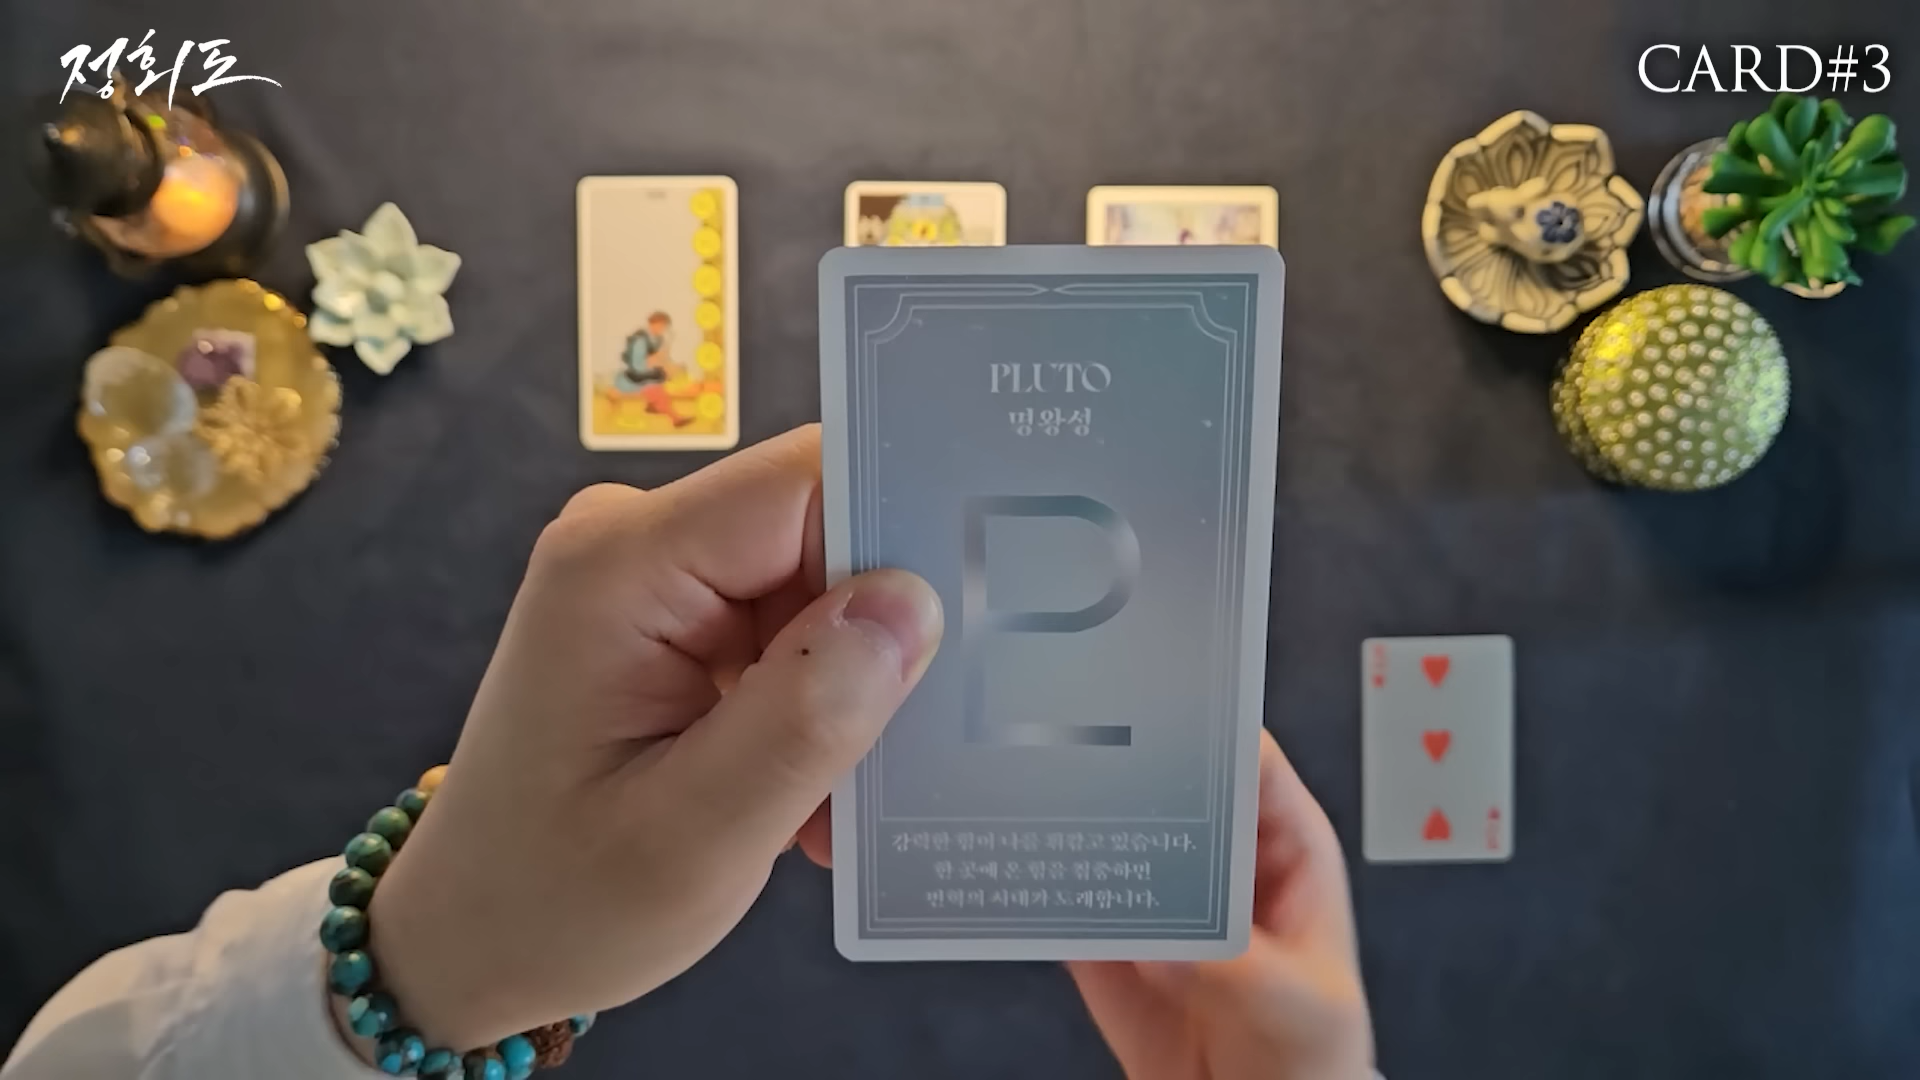 정회도
CARD#3
PLUTO
명왕성
강력한 힘이 나를 휘감고 있습니다.
한 곳에 온 힘을 집중하면
변혁의 시대가 도래합니다.